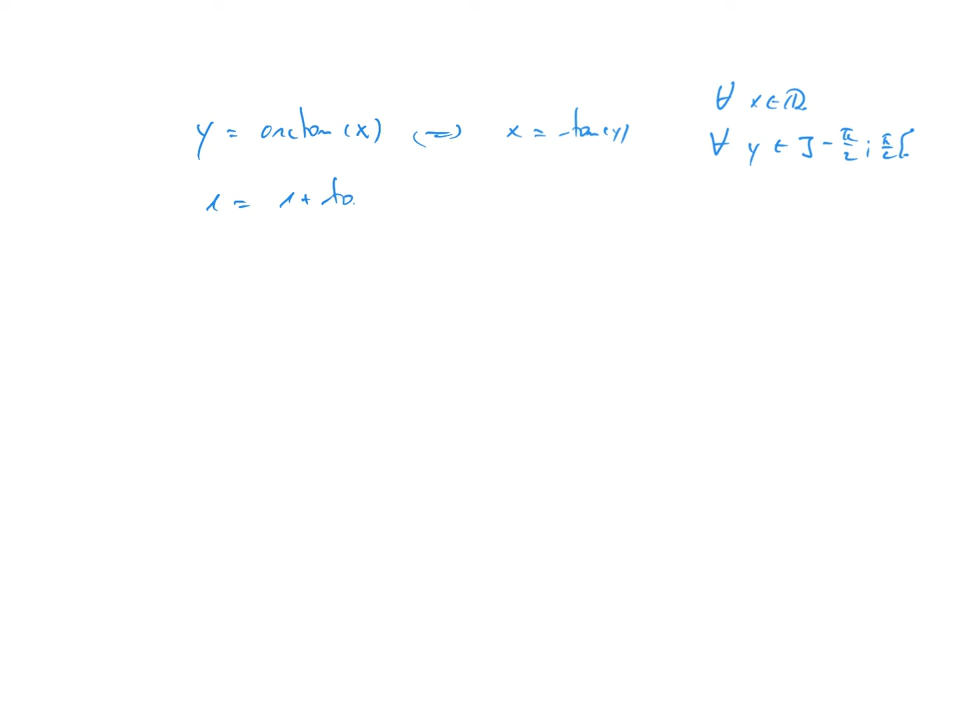 y = arctan(x) ⟺ x = tan(y) ∀ x ∈ ℝ
∀ y ∈ ]-π/2 ; π/2[
1 = 1 + ta